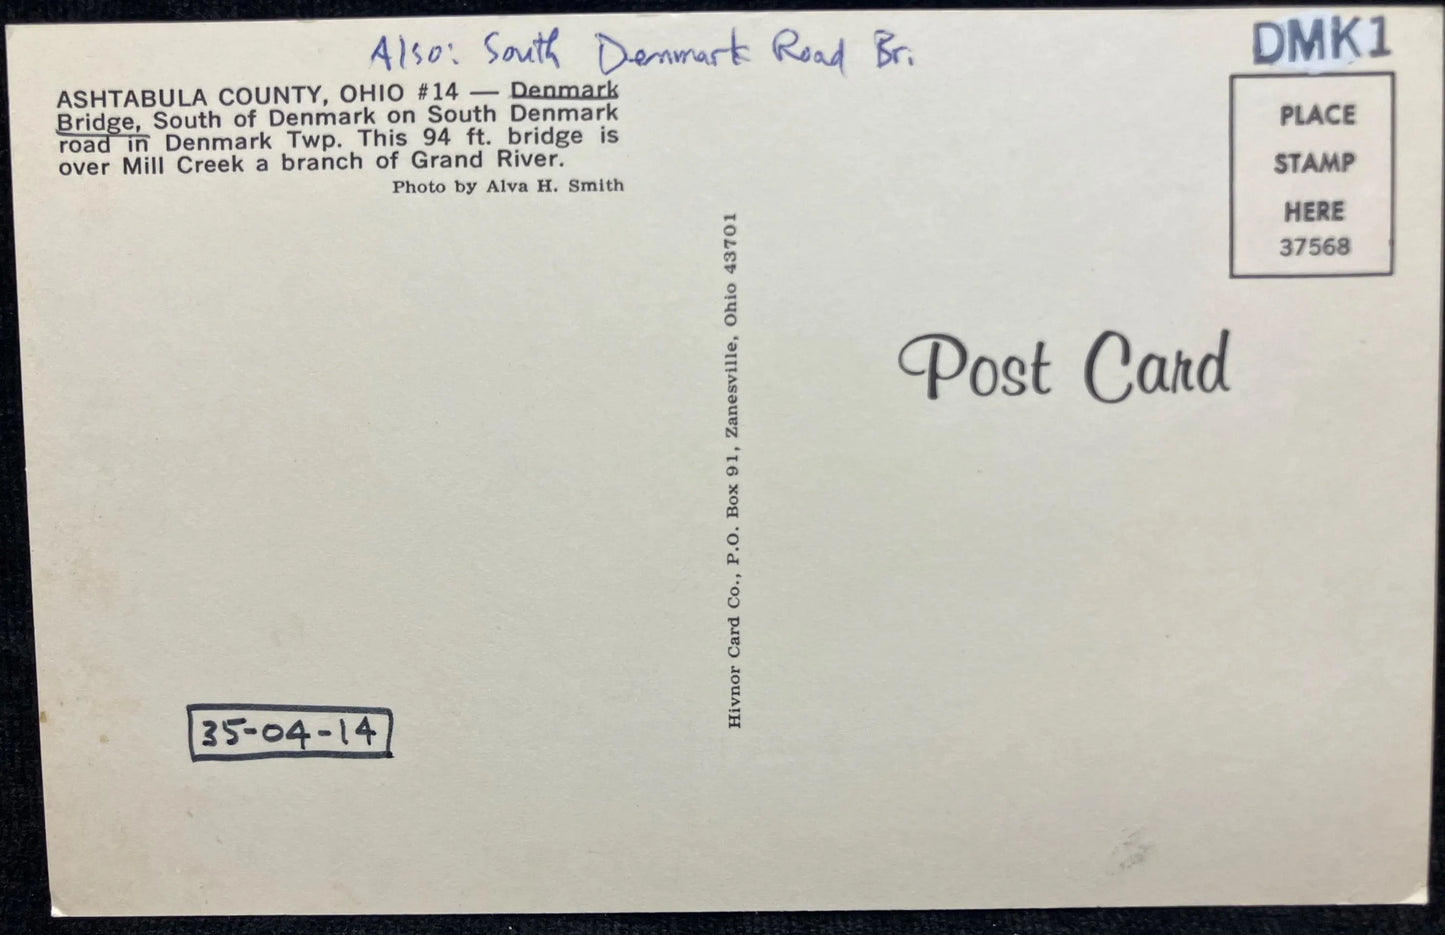 Also: South Denmark Road Br.
DMK1
ASHTABULA COUNTY, OHIO #14 — Denmark
Bridge, South of Denmark on South Denmark
road in Denmark Twp. This 94 ft. bridge is
over Mill Creek a branch of Grand River.
Photo by Alva H. Smith
PLACE
STAMP
HERE
37568
Hivnor Card Co., P.O. Box 91, Zanesville, Ohio 43701
Post Card
35-04-14